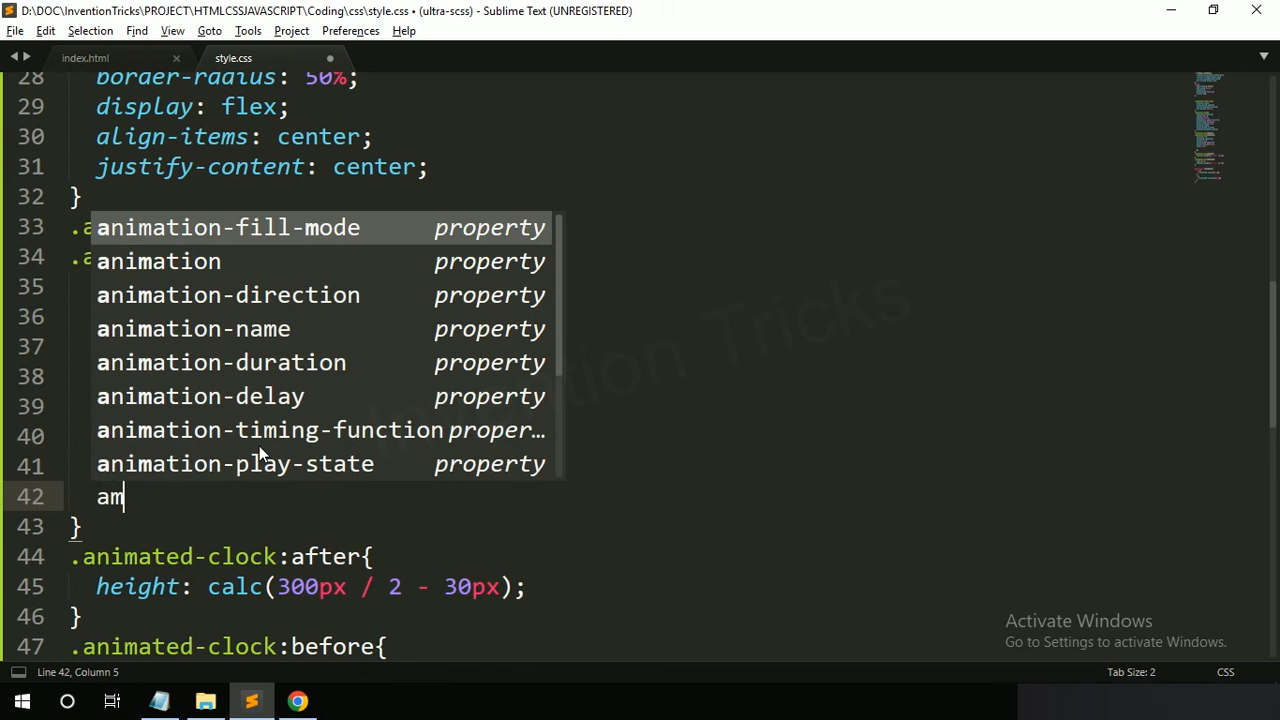 D:\DOC\InventionTricks\PROJECT\HTMLCSSJAVASCRIPT\Coding\css\style.css • (ultra-scss) - Sublime Text (UNREGISTERED)
File Edit Selection Find View Goto Tools Project Preferences Help
index.html style.css
28 border-radius: 50%;
29 display: flex;
30 align-items: center;
31 justify-content: center;
32 }
33 .a
34 .a
35
36
37
38
39
40
41
animation-fill-mode property
animation property
animation-direction property
animation-name property
animation-duration property
animation-delay property
animation-timing-function proper…
animation-play-state property
42 am
43 }
44 .animated-clock:after{
45 height: calc(300px / 2 - 30px);
46 }
47 .animated-clock:before{
Invention Tricks
Activate Windows
Go to Settings to activate Windows.
Line 42, Column 5 Tab Size: 2 CSS